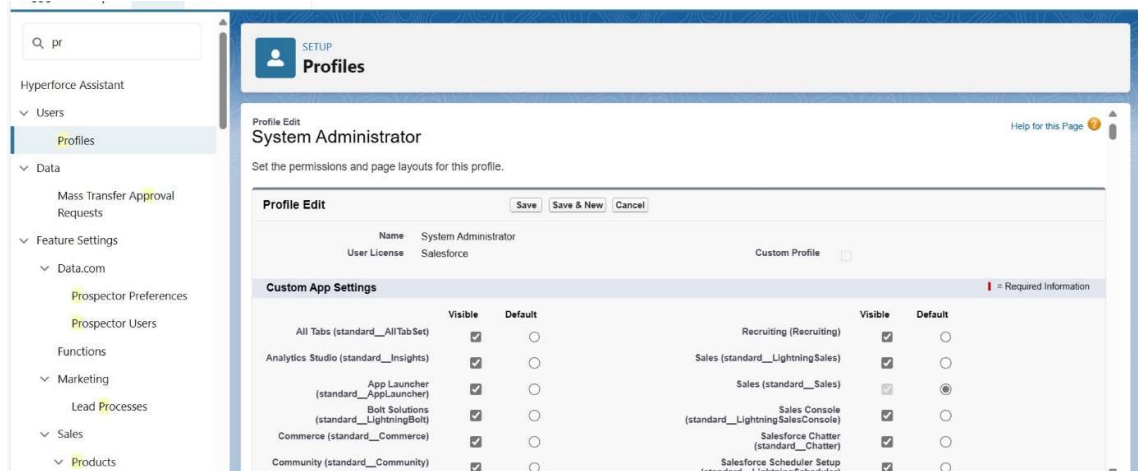 pr
Hyperforce Assistant
Users
Profiles
Data
Mass Transfer Approval
Requests
Feature Settings
Data.com
Prospector Preferences
Prospector Users
Functions
Marketing
Lead Processes
Sales
Products
SETUP
Profiles
Profile Edit
System Administrator
Help for this Page
Set the permissions and page layouts for this profile.
Profile Edit
Save Save & New Cancel
Name System Administrator
User License Salesforce
Custom Profile
Custom App Settings
= Required Information
Visible Default Visible Default
All Tabs (standard__AllTabSet)
Recruiting (Recruiting)
Analytics Studio (standard__Insights)
Sales (standard__LightningSales)
App Launcher
(standard__AppLauncher)
Sales (standard__Sales)
Bolt Solutions
(standard__LightningBolt)
Sales Console
(standard__LightningSalesConsole)
Commerce (standard__Commerce)
Salesforce Chatter
(standard__Chatter)
Community (standard__Community)
Salesforce Scheduler Setup